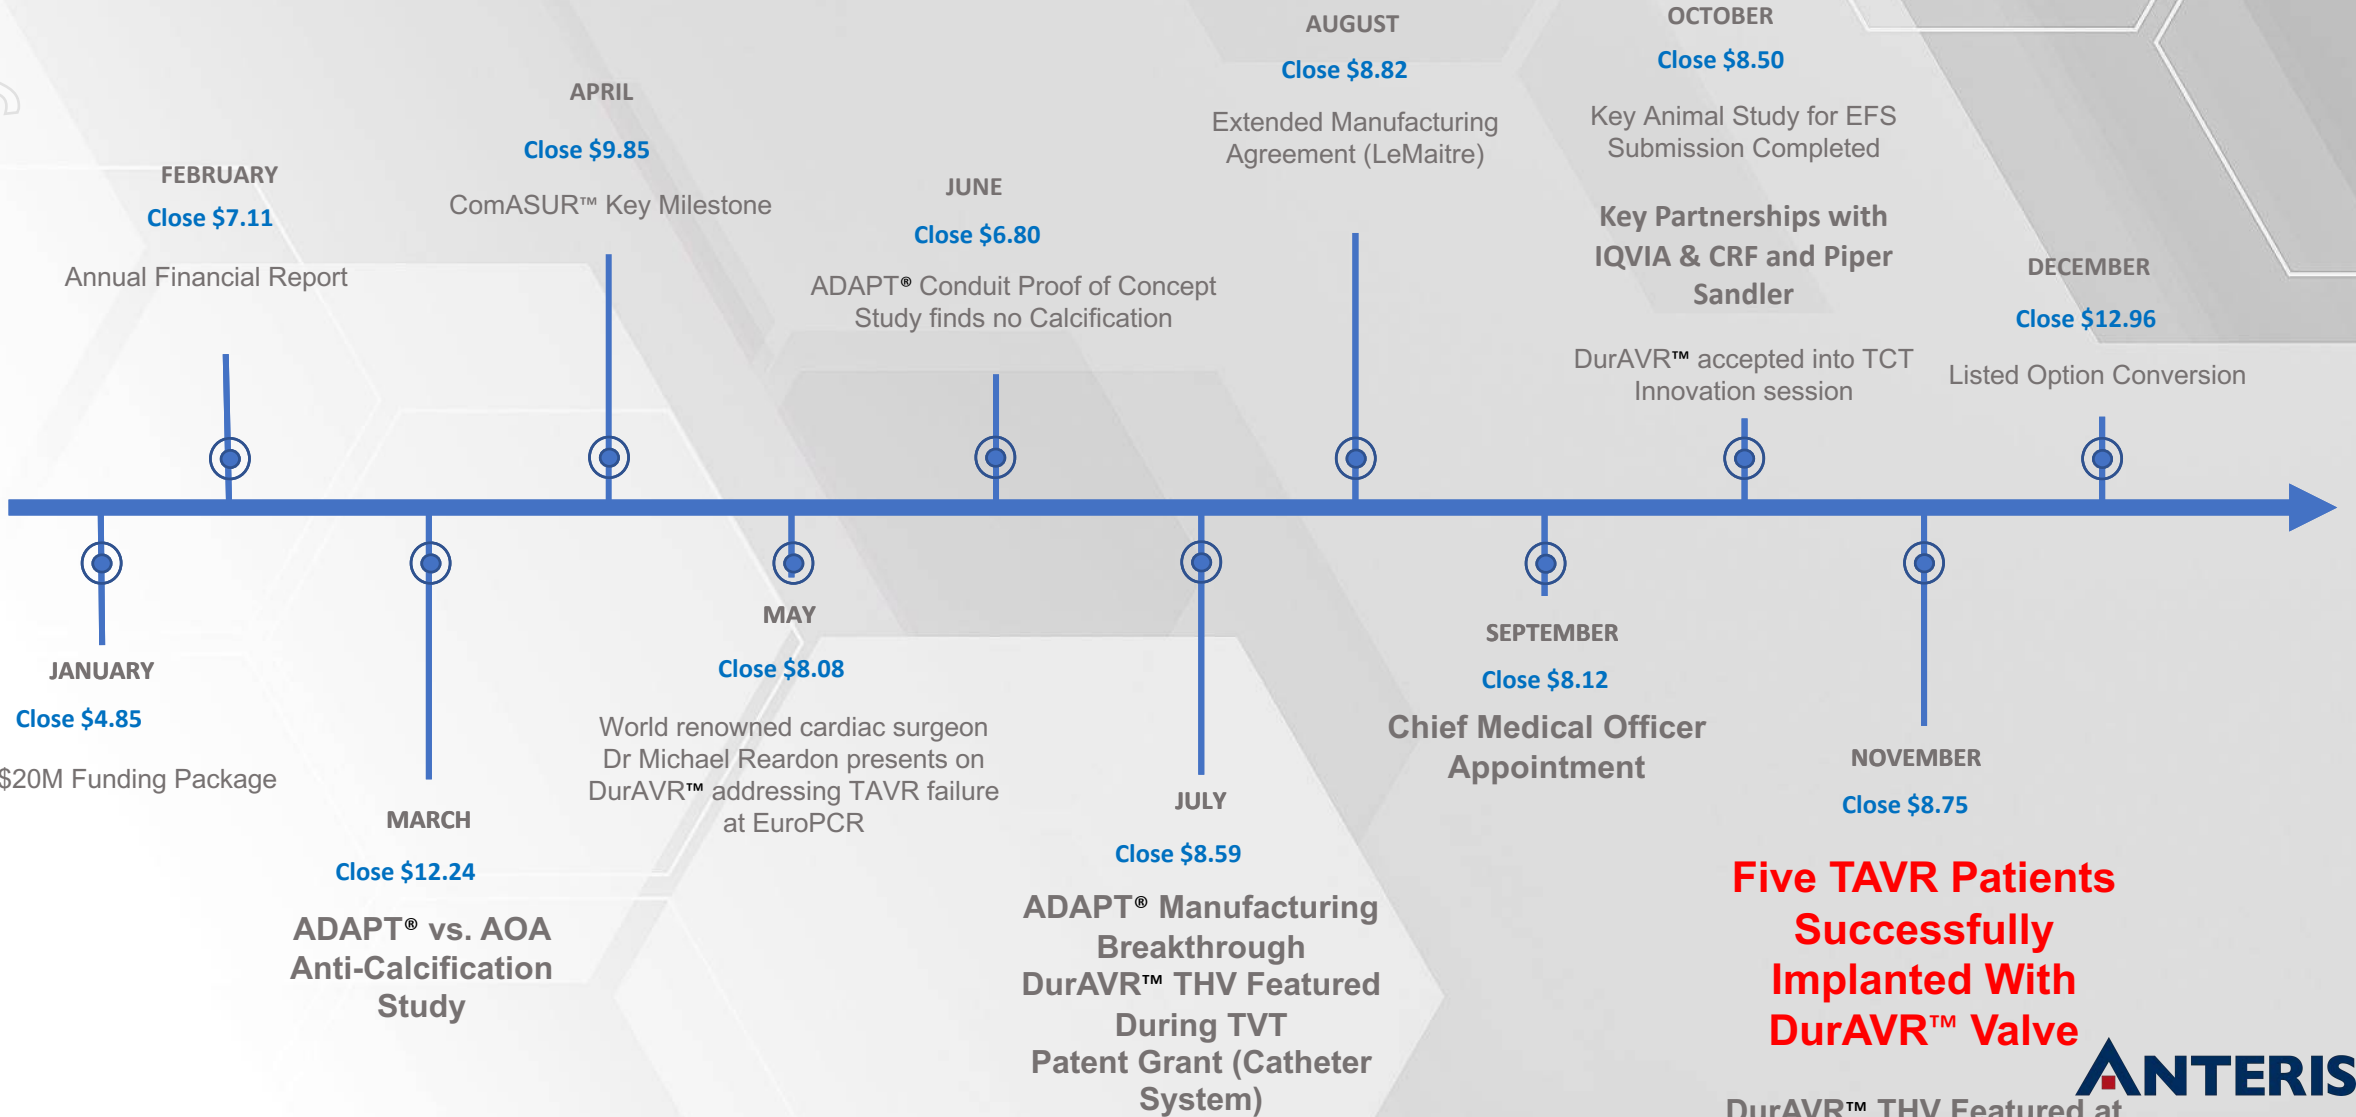 JANUARY
Close $4.85
$20M Funding Package
FEBRUARY
Close $7.11
Annual Financial Report
MARCH
Close $12.24
ADAPT® vs. AOA
Anti-Calcification
Study
APRIL
Close $9.85
ComASUR™ Key Milestone
MAY
Close $8.08
World renowned cardiac surgeon
Dr Michael Reardon presents on
DurAVR™ addressing TAVR failure
at EuroPCR
JUNE
Close $6.80
ADAPT® Conduit Proof of Concept
Study finds no Calcification
JULY
Close $8.59
ADAPT® Manufacturing
Breakthrough
DurAVR™ THV Featured
During TVT
Patent Grant (Catheter
System)
AUGUST
Close $8.82
Extended Manufacturing
Agreement (LeMaitre)
SEPTEMBER
Close $8.12
Chief Medical Officer
Appointment
OCTOBER
Close $8.50
Key Animal Study for EFS
Submission Completed
Key Partnerships with
IQVIA & CRF and Piper
Sandler
DurAVR™ accepted into TCT
Innovation session
NOVEMBER
Close $8.75
Five TAVR Patients
Successfully
Implanted With
DurAVR™ Valve
DurAVR™ THV Featured at
DECEMBER
Close $12.96
Listed Option Conversion
ANTERIS